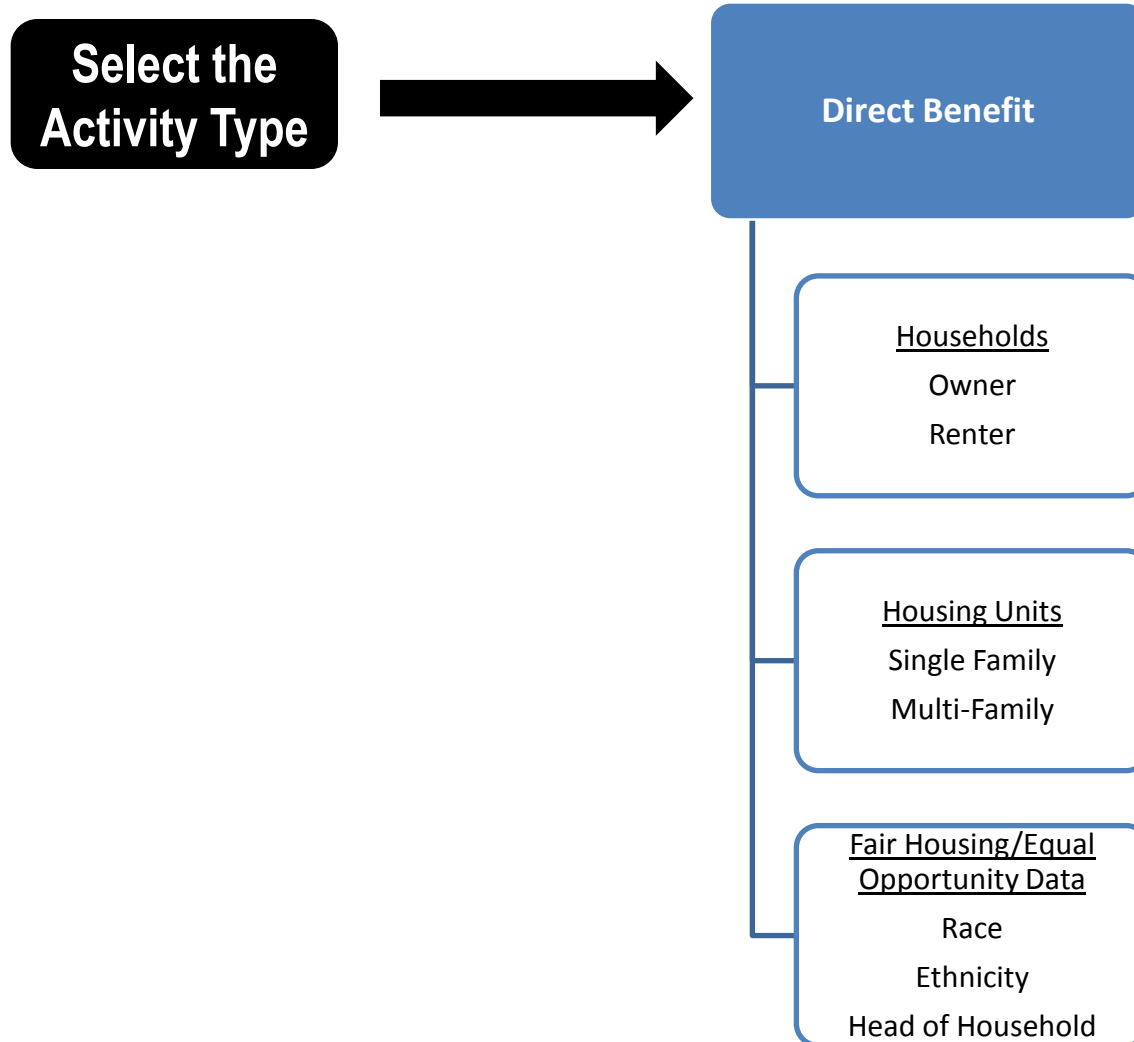 Select the
Activity Type
Direct Benefit
Households
Owner
Renter
Housing Units
Single Family
Multi-Family
Fair Housing/Equal
Opportunity Data
Race
Ethnicity
Head of Household